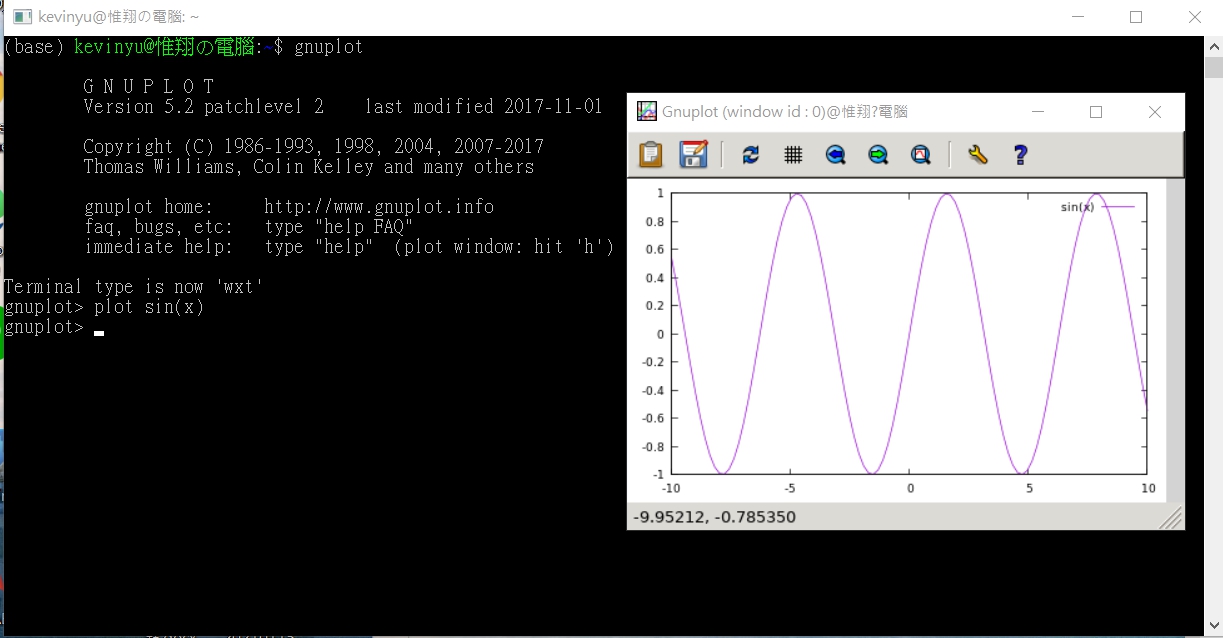 kevinyu@惟翔の電腦: ~
(base) kevinyu@惟翔の電腦:~$ gnuplot
G N U P L O T
Version 5.2 patchlevel 2    last modified 2017-11-01
Copyright (C) 1986-1993, 1998, 2004, 2007-2017
Thomas Williams, Colin Kelley and many others
gnuplot home:     http://www.gnuplot.info
faq, bugs, etc:   type "help FAQ"
immediate help:   type "help"  (plot window: hit 'h')
Terminal type is now 'wxt'
gnuplot> plot sin(x)
gnuplot>
Gnuplot (window id : 0)@惟翔?電腦
sin(x)
1
0.8
0.6
0.4
0.2
0
-0.2
-0.4
-0.6
-0.8
-1
-10 -5 0 5 10
-9.95212, -0.785350